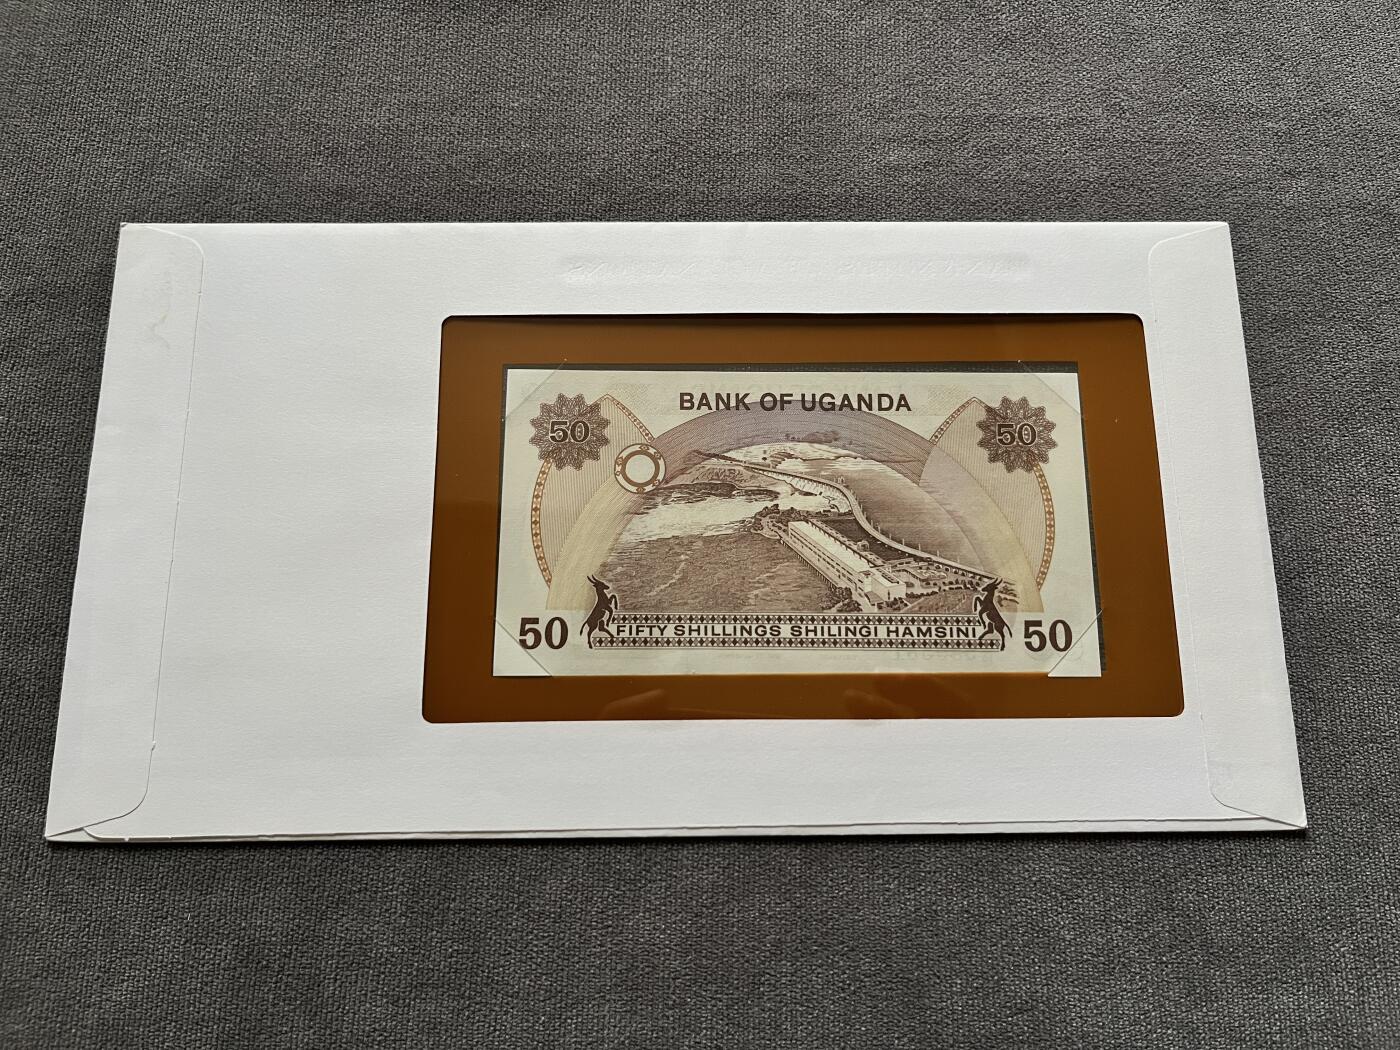 BANK OF UGANDA
50 50
50 FIFTY SHILLINGS SHILINGI HAMSINI 50